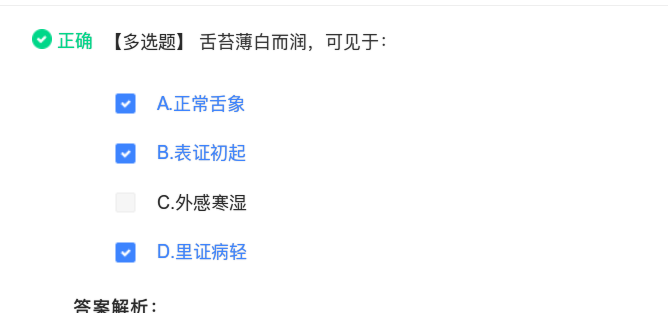 正确 【多选题】 舌苔薄白而润，可见于：
A.正常舌象
B.表证初起
C.外感寒湿
D.里证病轻
答案解析：